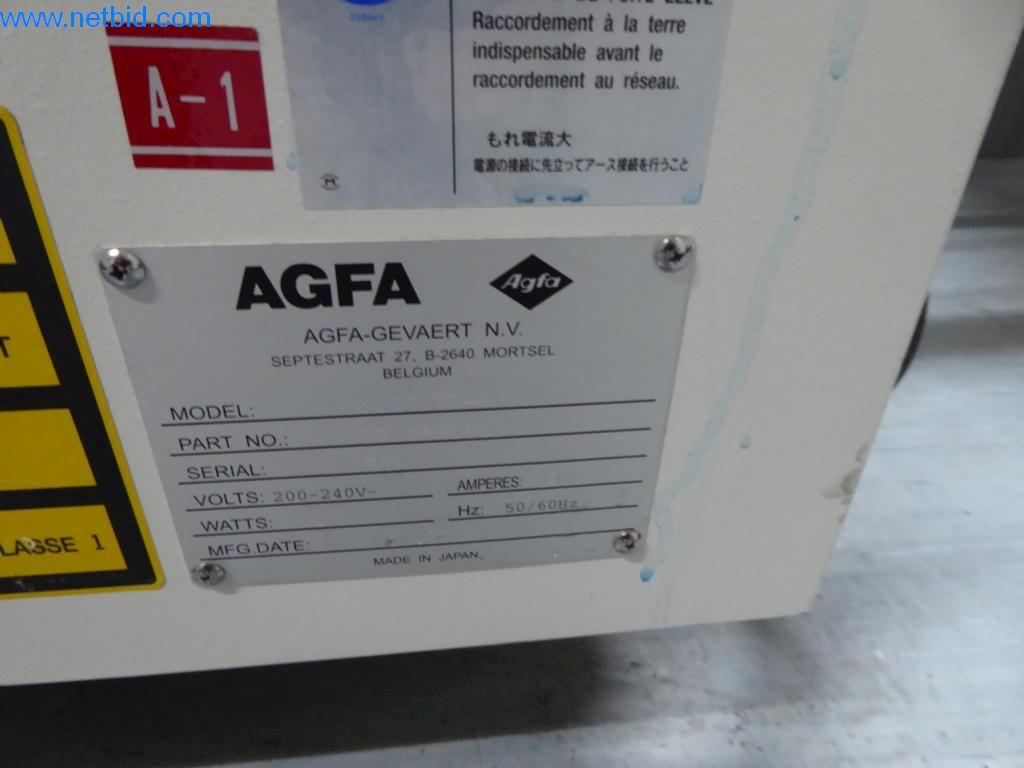 www.netbid.com
A-1
Raccordement à la terre
indispensable avant le
raccordement au réseau.
もれ電流大
電源の接続に先立ってアース接続を行うこと
AGFA
Agfa
AGFA-GEVAERT N.V.
SEPTESTRAAT 27, B-2640 MORTSEL
BELGIUM
MODEL:
PART NO.:
SERIAL:
VOLTS: 200-240V~
AMPERES:
WATTS:
Hz: 50/60Hz
MFG.DATE:
MADE IN JAPAN.
T
LASSE 1